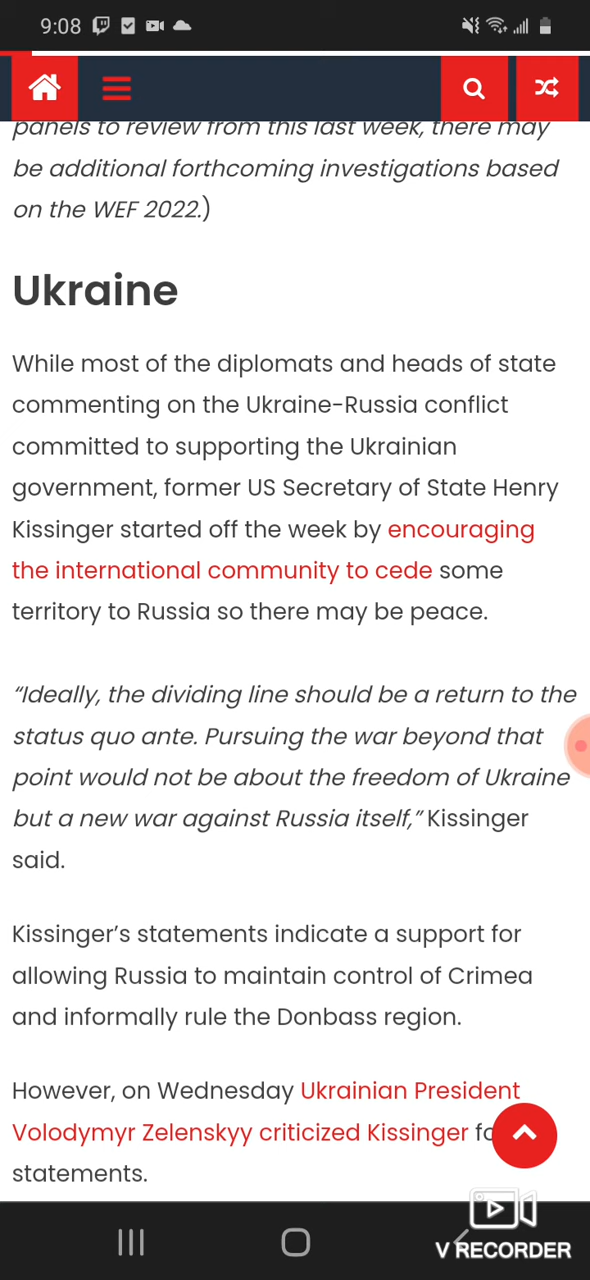 9:08
panels to review from this last week, there may
be additional forthcoming investigations based
on the WEF 2022.)
Ukraine
While most of the diplomats and heads of state
commenting on the Ukraine-Russia conflict
committed to supporting the Ukrainian
government, former US Secretary of State Henry
Kissinger started off the week by encouraging
the international community to cede some
territory to Russia so there may be peace.
“Ideally, the dividing line should be a return to the
status quo ante. Pursuing the war beyond that
point would not be about the freedom of Ukraine
but a new war against Russia itself,” Kissinger
said.
Kissinger’s statements indicate a support for
allowing Russia to maintain control of Crimea
and informally rule the Donbass region.
However, on Wednesday Ukrainian President
Volodymyr Zelenskyy criticized Kissinger
statements.
V RECORDER